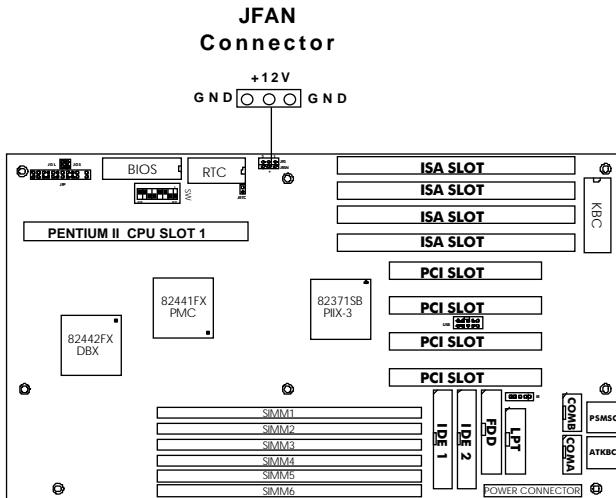 JFAN
Connector
+12V
GND GND
BIOS
RTC
SW
ISA SLOT
ISA SLOT
ISA SLOT
ISA SLOT
KBC
PENTIUM II CPU SLOT 1
PCI SLOT
PCI SLOT
USB
PCI SLOT
PCI SLOT
82441FX
PMC
82371SB
PIIX-3
82442FX
DBX
SIMM1
SIMM2
SIMM3
SIMM4
SIMM5
SIMM6
IDE 1
IDE 2
FDD
LPT
COMB
COMA
PSMSC
ATKBC
POWER CONNECTOR